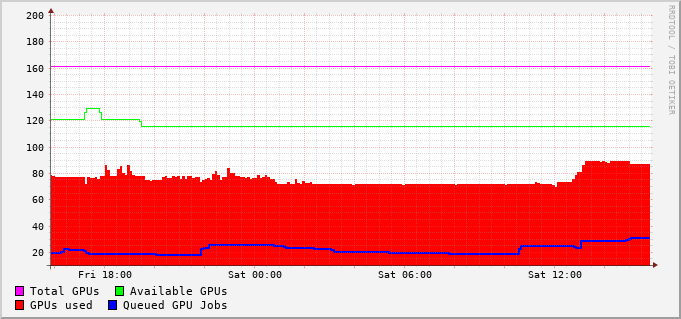 200
180
160
140
120
100
80
60
40
20
Fri 18:00 Sat 00:00 Sat 06:00 Sat 12:00
Total GPUs Available GPUs
GPUs used Queued GPU Jobs
RRDTOOL / TOBI OETIKER